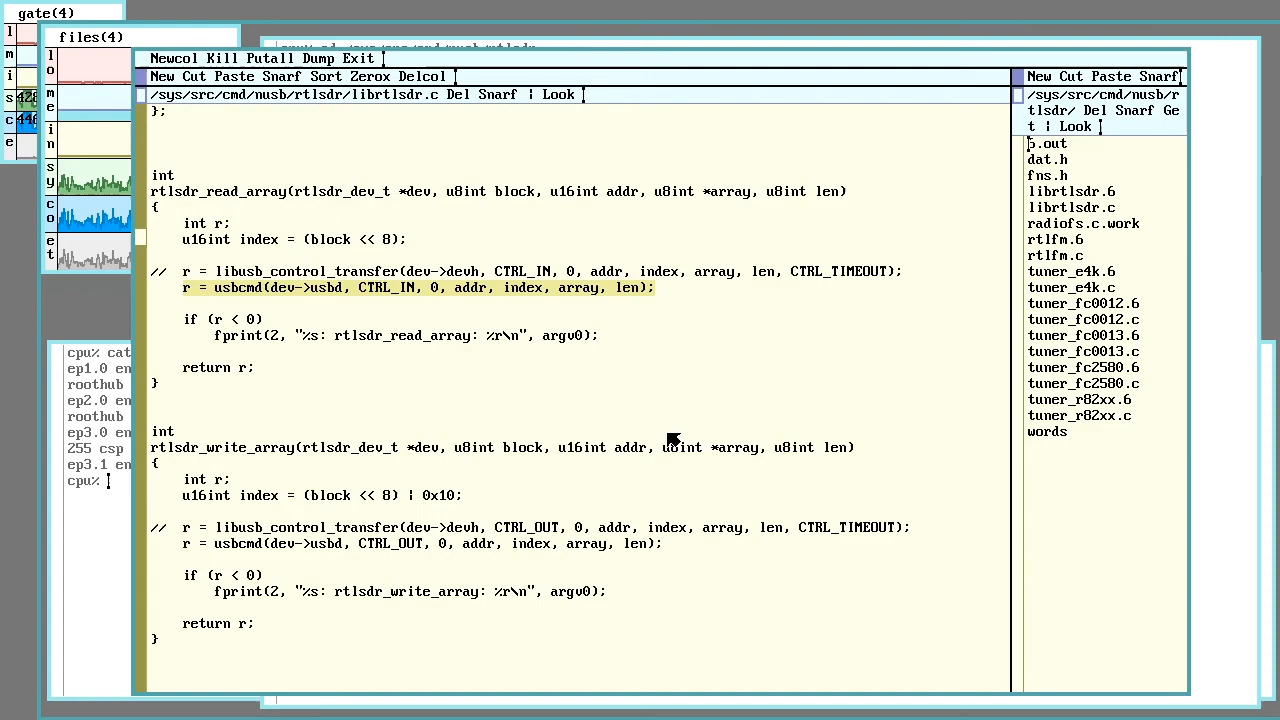 gate(4)
l
m
i
s
c
e
files(4)
lo
me
in
sy
co
et
Newcol Kill Putall Dump Exit
New Cut Paste Snarf Sort Zerox Delcol
/sys/src/cmd/nusb/rtlsdr/librtlsdr.c Del Snarf | Look
};
int
rtlsdr_read_array(rtlsdr_dev_t *dev, u8int block, u16int addr, u8int *array, u8int len)
{
int r;
u16int index = (block << 8);
// r = libusb_control_transfer(dev->devh, CTRL_IN, 0, addr, index, array, len, CTRL_TIMEOUT);
r = usbcmd(dev->usbd, CTRL_IN, 0, addr, index, array, len);
if (r < 0)
fprint(2, "%s: rtlsdr_read_array: %r\n", argv0);
return r;
}
int
rtlsdr_write_array(rtlsdr_dev_t *dev, u8int block, u16int addr, u8int *array, u8int len)
{
int r;
u16int index = (block << 8) | 0x10;
// r = libusb_control_transfer(dev->devh, CTRL_OUT, 0, addr, index, array, len, CTRL_TIMEOUT);
r = usbcmd(dev->usbd, CTRL_OUT, 0, addr, index, array, len);
if (r < 0)
fprint(2, "%s: rtlsdr_write_array: %r\n", argv0);
return r;
}
New Cut Paste Snarf
/sys/src/cmd/nusb/r
tlsdr/ Del Snarf Ge
t | Look
6.out
dat.h
fns.h
librtlsdr.6
librtlsdr.c
radiofs.c.work
rtlfm.6
rtlfm.c
tuner_e4k.6
tuner_e4k.c
tuner_fc0012.6
tuner_fc0012.c
tuner_fc0013.6
tuner_fc0013.c
tuner_fc2580.6
tuner_fc2580.c
tuner_r82xx.6
tuner_r82xx.c
words
cpu% cat
ep1.0 en
roothub
ep2.0 en
roothub
ep3.0 en
255 csp
ep3.1 en
cpu%